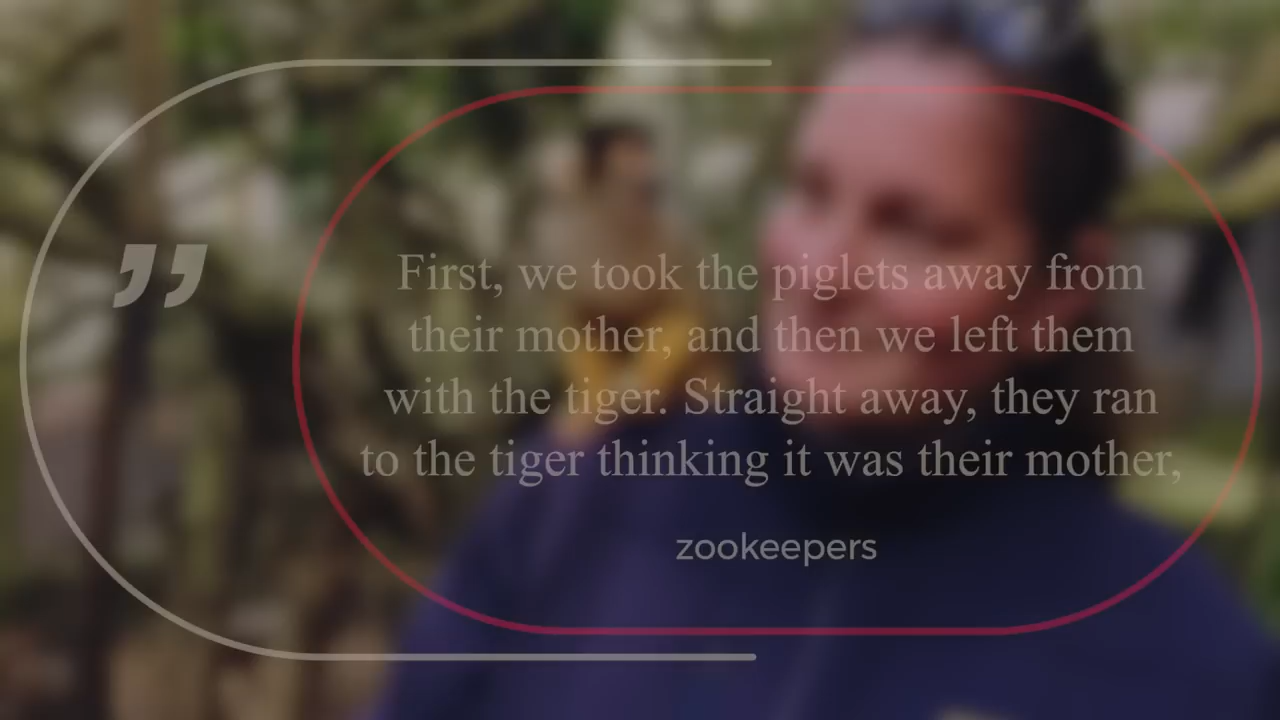 ”
First, we took the piglets away from
their mother, and then we left them
with the tiger. Straight away, they ran
to the tiger thinking it was their mother,
zookeepers